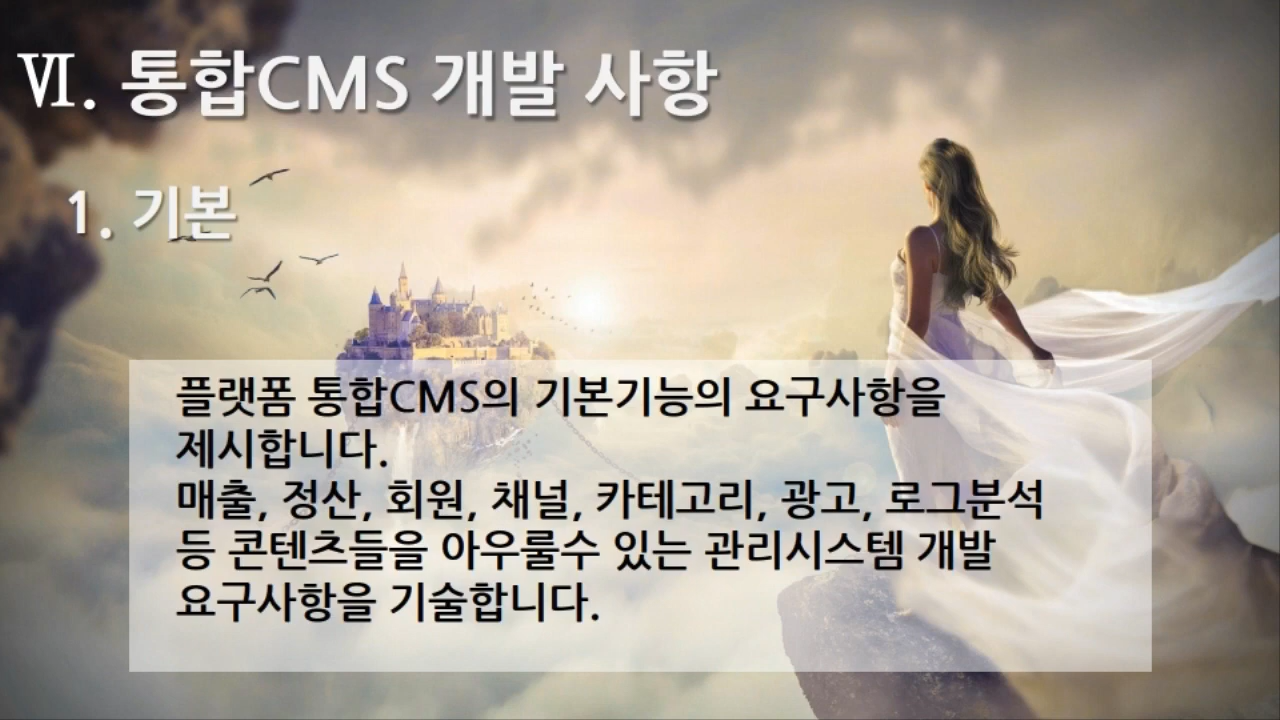 Ⅵ. 통합CMS 개발 사항
1. 기본
플랫폼 통합CMS의 기본기능의 요구사항을
제시합니다.
매출, 정산, 회원, 채널, 카테고리, 광고, 로그분석
등 콘텐츠들을 아우룰수 있는 관리시스템 개발
요구사항을 기술합니다.